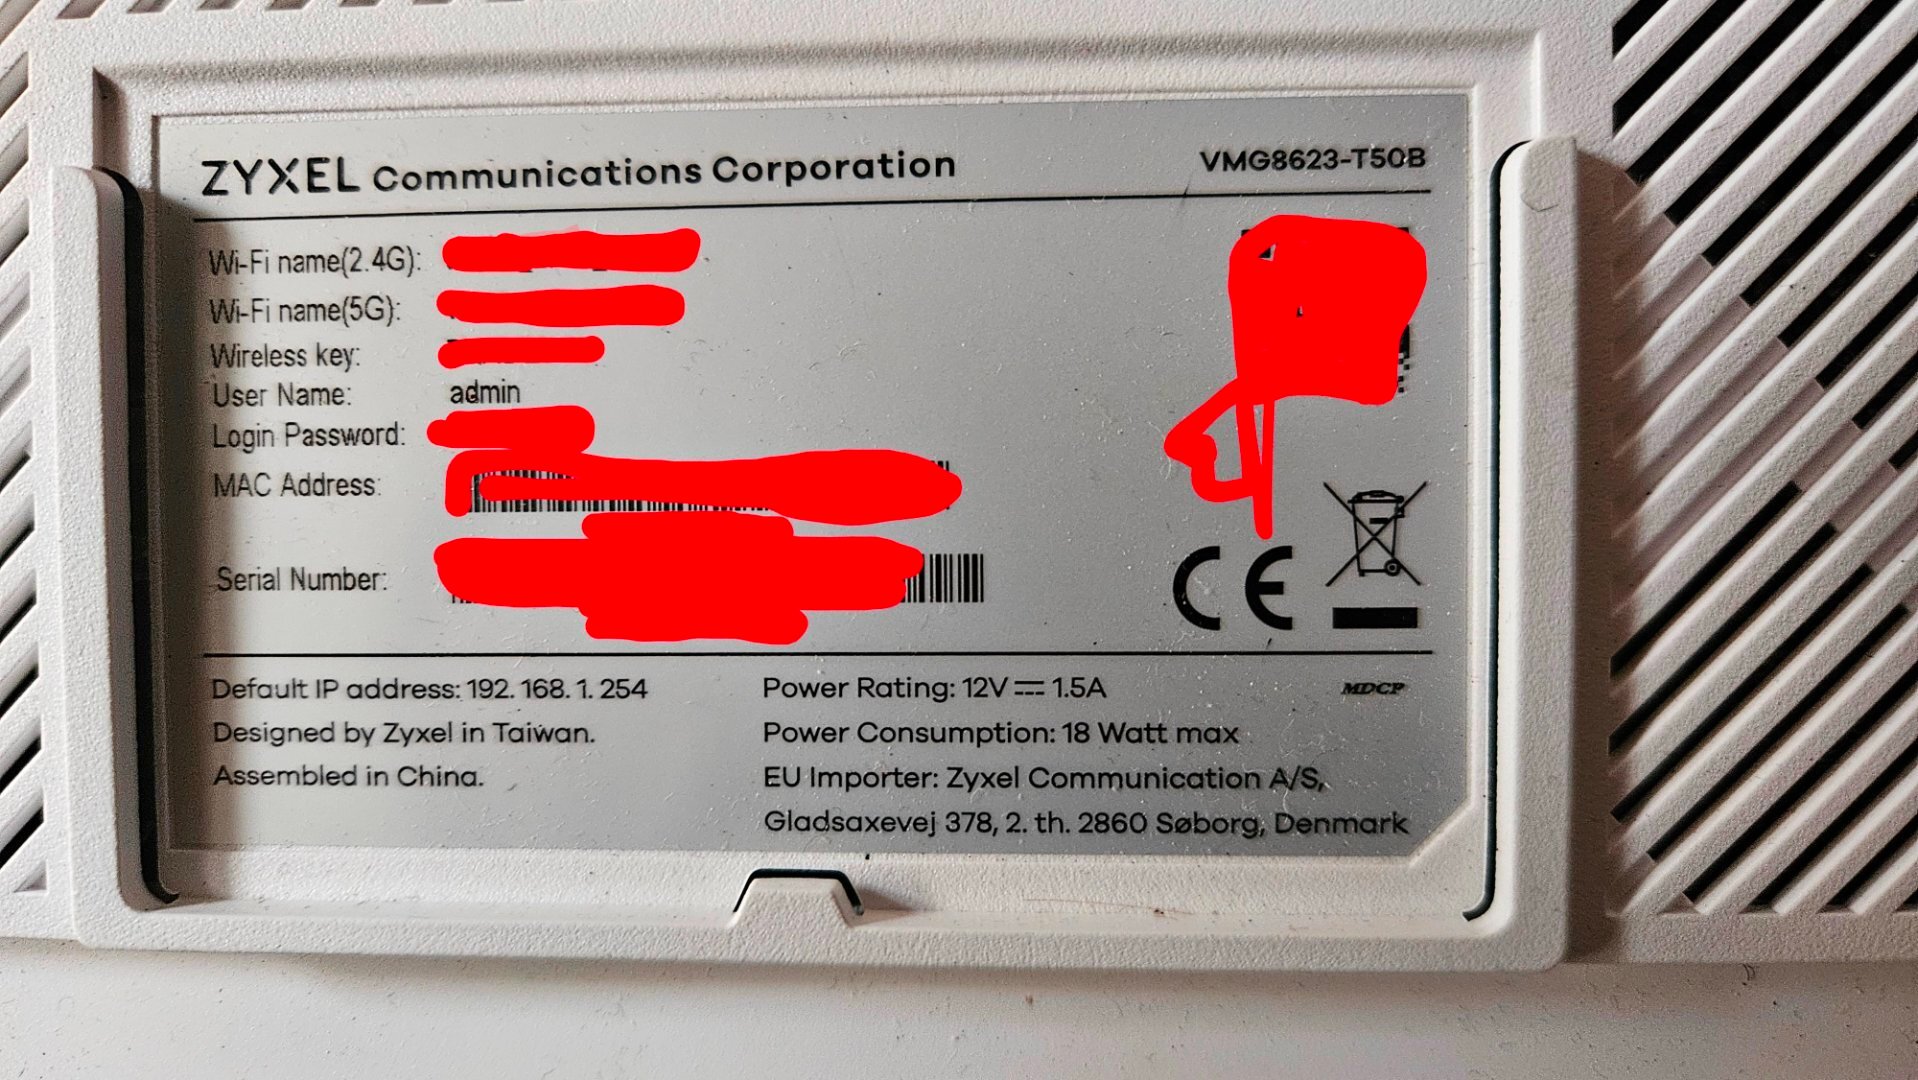 ZYXEL Communications Corporation VMG8623-T50B
Wi-Fi name(2.4G):
Wi-Fi name(5G):
Wireless key:
User Name: admin
Login Password:
MAC Address:
Serial Number:
CE
Default IP address: 192.168.1.254
Designed by Zyxel in Taiwan.
Assembled in China.
Power Rating: 12V ⎓ 1.5A
Power Consumption: 18 Watt max
EU Importer: Zyxel Communication A/S,
Gladsaxevej 378, 2. th. 2860 Søborg, Denmark
MDCP